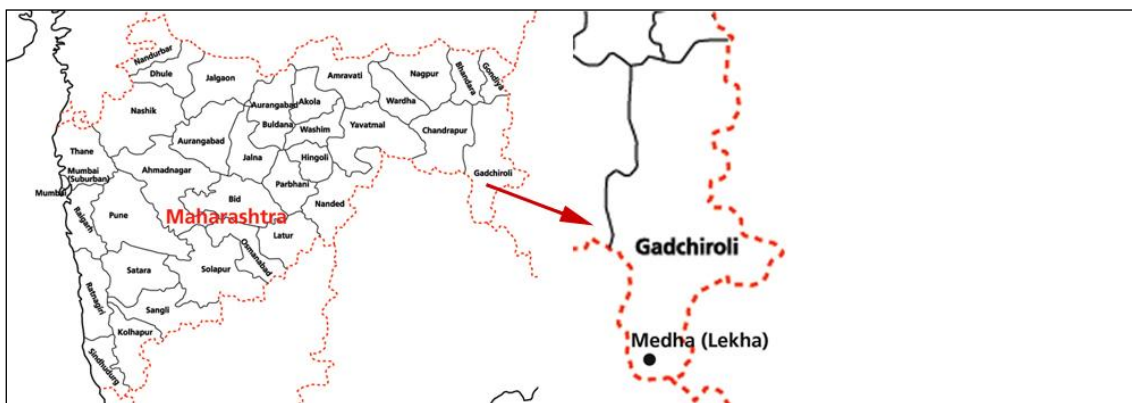 Nandurbar
Dhule
Jalgaon
Amravati
Nagpur
Bhandara
Gondiya
Nashik
Aurangabad
Akola
Wardha
Buldana
Washim
Yavatmal
Chandrapur
Aurangabad
Thane
Jalna
Hingoli
Mumbai
(Suburban)
Ahmadnagar
Gadchiroli
Mumbai
Parbhani
Bid
Nanded
Raigarh
Pune
Maharashtra
Latur
Osmanabad
Satara
Solapur
Ratnagiri
Sangli
Kolhapur
Sindhudurg
Gadchiroli
Medha (Lekha)